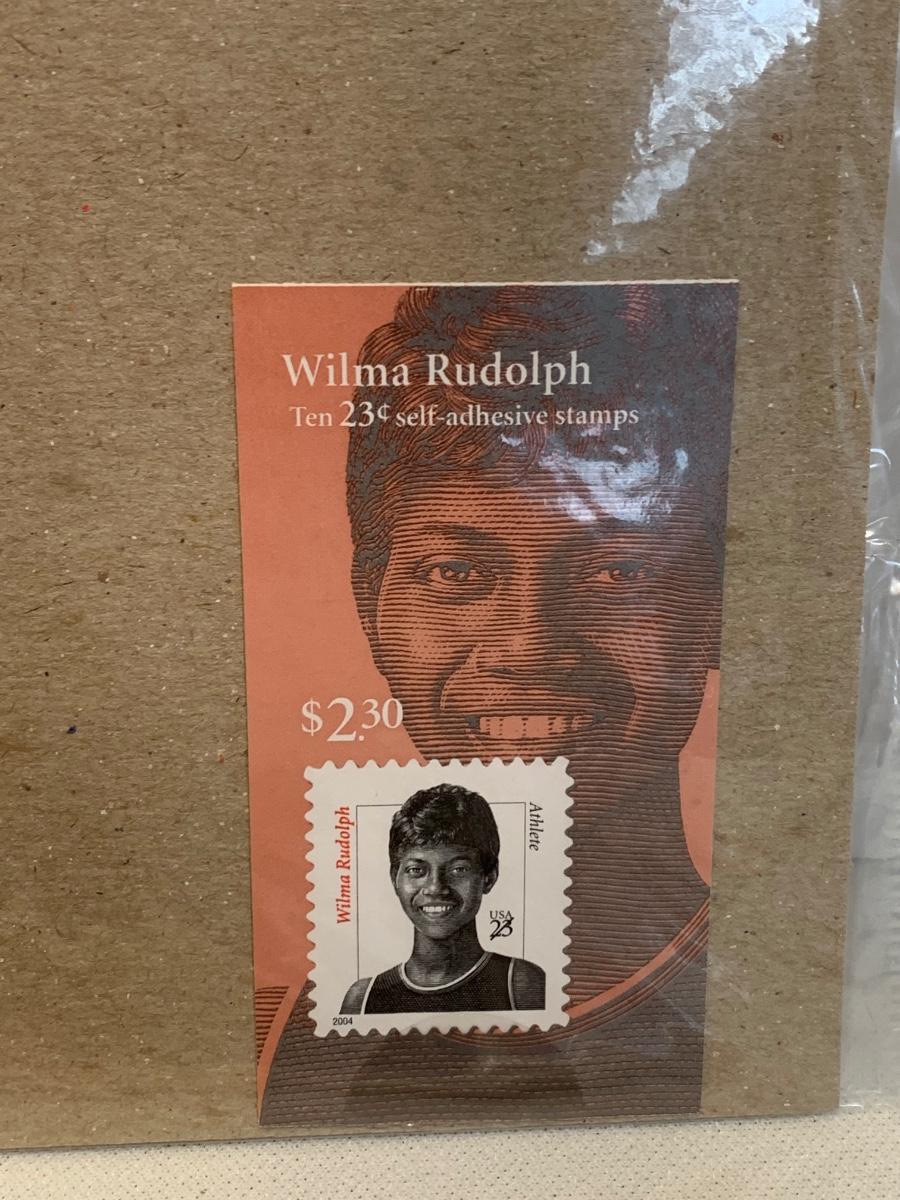 Wilma Rudolph
Ten 23¢ self-adhesive stamps
$2.30
Wilma Rudolph
Athlete
USA
23
2004